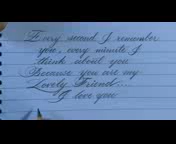 Every second I remember
you, every minute I
think about you
Because you are my
Lovely Friend...
I love you